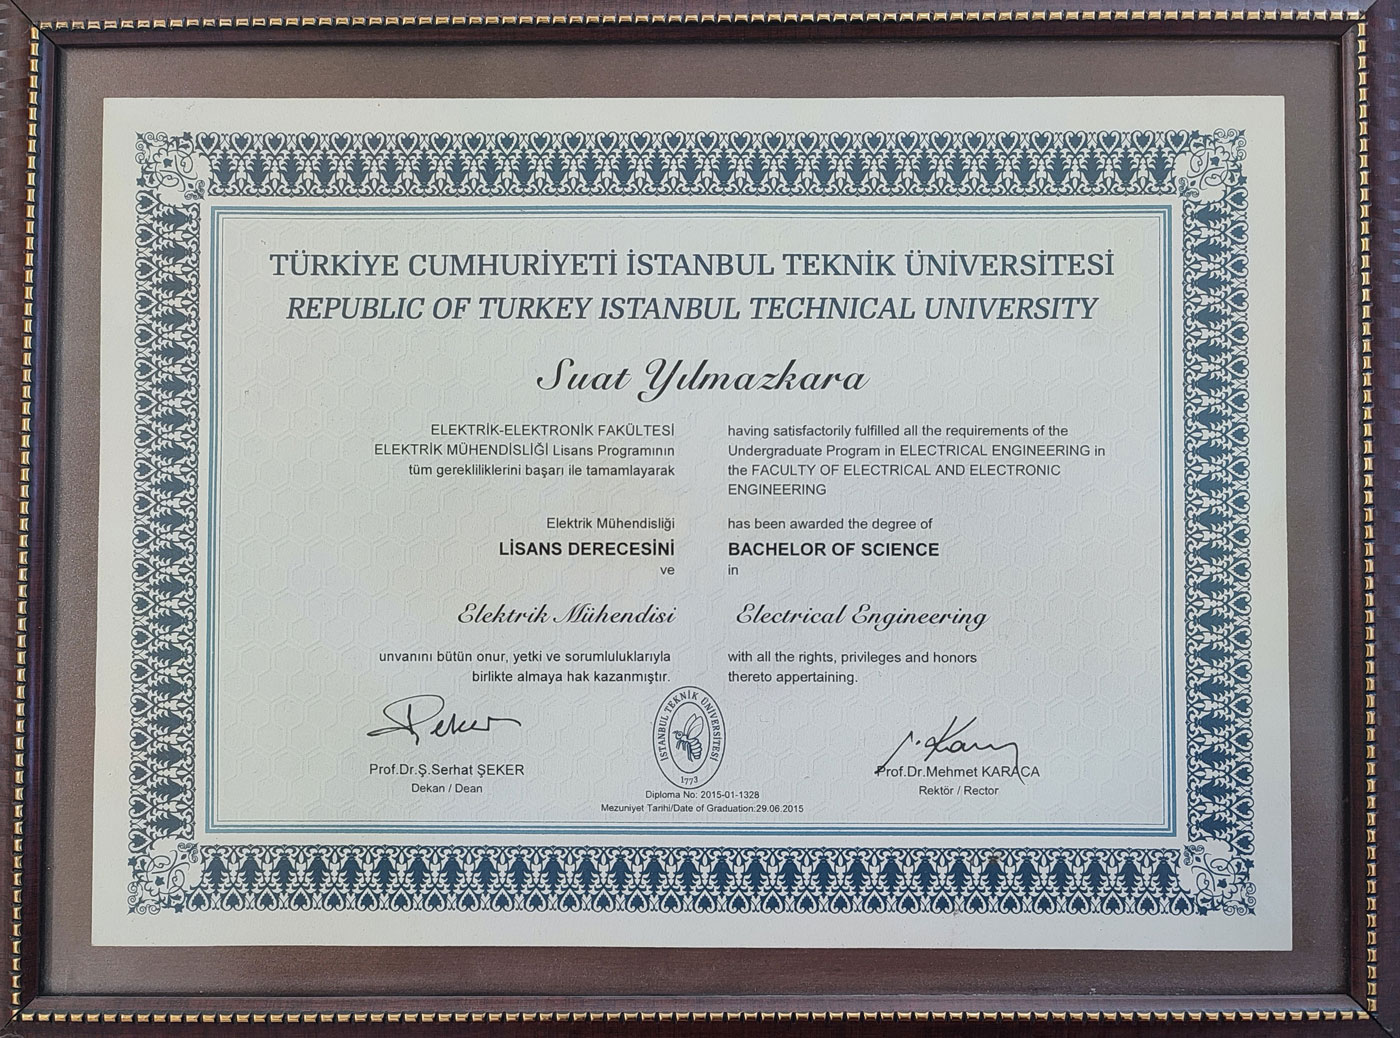 TÜRKİYE CUMHURİYETİ İSTANBUL TEKNİK ÜNİVERSİTESİ
REPUBLIC OF TURKEY ISTANBUL TECHNICAL UNIVERSITY
Suat Yılmazkara
ELEKTRİK-ELEKTRONİK FAKÜLTESİ
ELEKTRİK MÜHENDİSLİĞİ Lisans Programının
tüm gerekliliklerini başarı ile tamamlayarak
Elektrik Mühendisliği
LİSANS DERECESİNİ
ve
Elektrik Mühendisi
unvanını bütün onur, yetki ve sorumluluklarıyla
birlikte almaya hak kazanmıştır.
having satisfactorily fulfilled all the requirements of the
Undergraduate Program in ELECTRICAL ENGINEERING in
the FACULTY OF ELECTRICAL AND ELECTRONIC
ENGINEERING
has been awarded the degree of
BACHELOR OF SCIENCE
in
Electrical Engineering
with all the rights, privileges and honors
thereto appertaining.
Prof.Dr.Ş.Serhat ŞEKER
Dekan / Dean
İSTANBUL TEKNİK ÜNİVERSİTESİ
1773
Diploma No: 2015-01-1328
Mezuniyet Tarihi/Date of Graduation:29.06.2015
Prof.Dr.Mehmet KARACA
Rektör / Rector